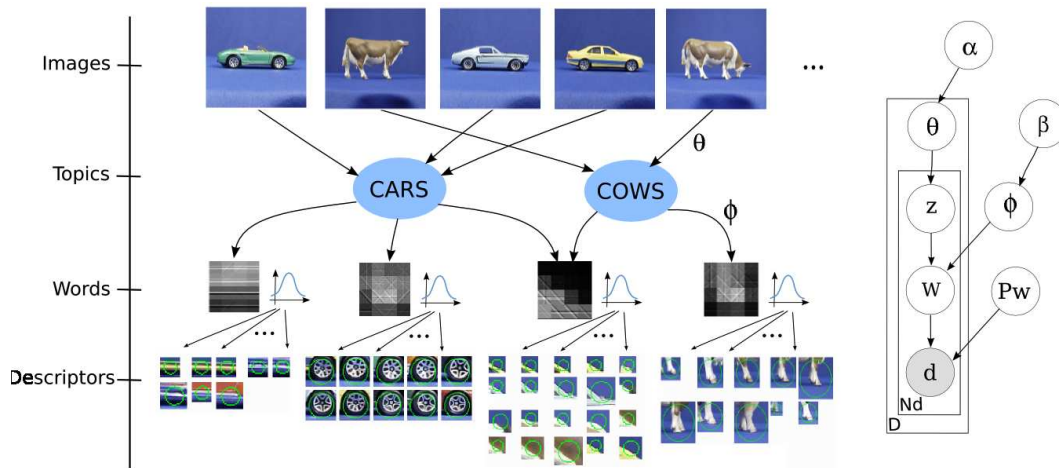 Images
...
Topics
CARS
COWS
θ
ϕ
Words
...
...
...
...
Descriptors
α
θ
β
z
ϕ
w
Pw
d
Nd
D